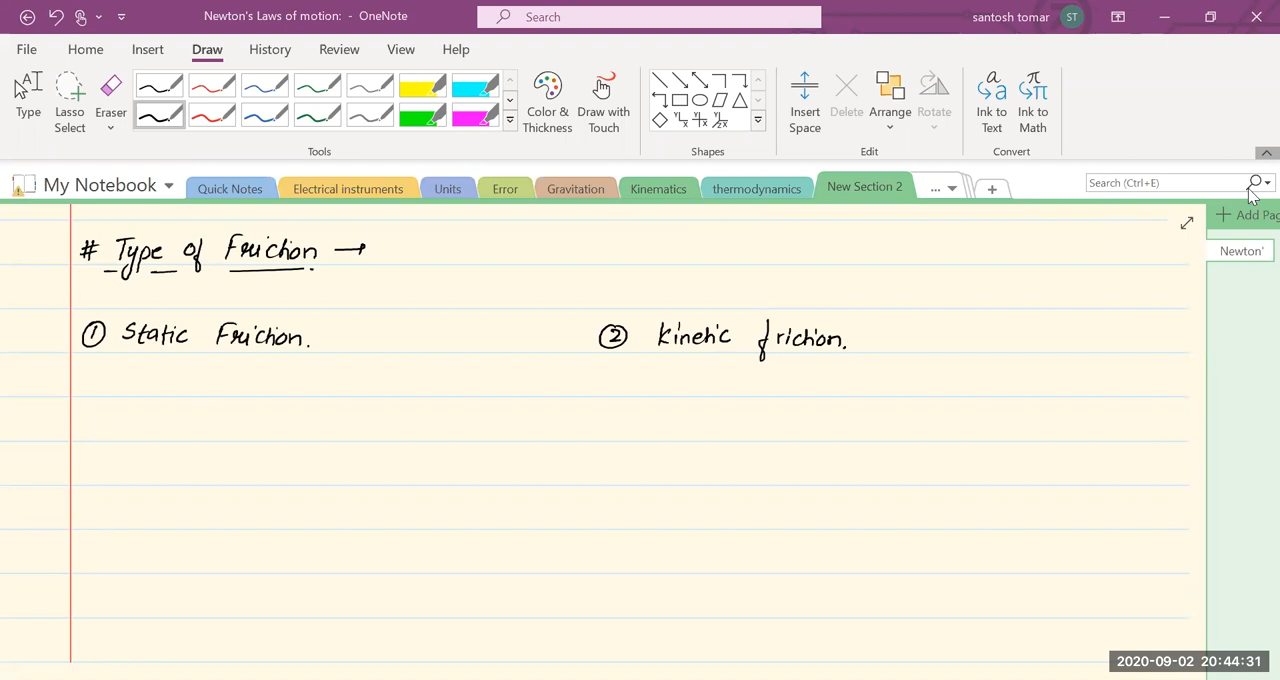 Newton's Laws of motion: - OneNote
Search
santosh tomar ST
File Home Insert Draw History Review View Help
Type
Lasso Select
Eraser
Color & Thickness
Draw with Touch
Insert Space
Delete
Arrange
Rotate
Ink to Text
Ink to Math
Tools
Shapes
Edit
Convert
My Notebook
Quick Notes
Electrical instruments
Units
Error
Gravitation
Kinematics
thermodynamics
New Section 2
...
Search (Ctrl+E)
Add Pag
Newton'
# Type of Friction →
① Static Friction.
② Kinetic friction.
2020-09-02 20:44:31